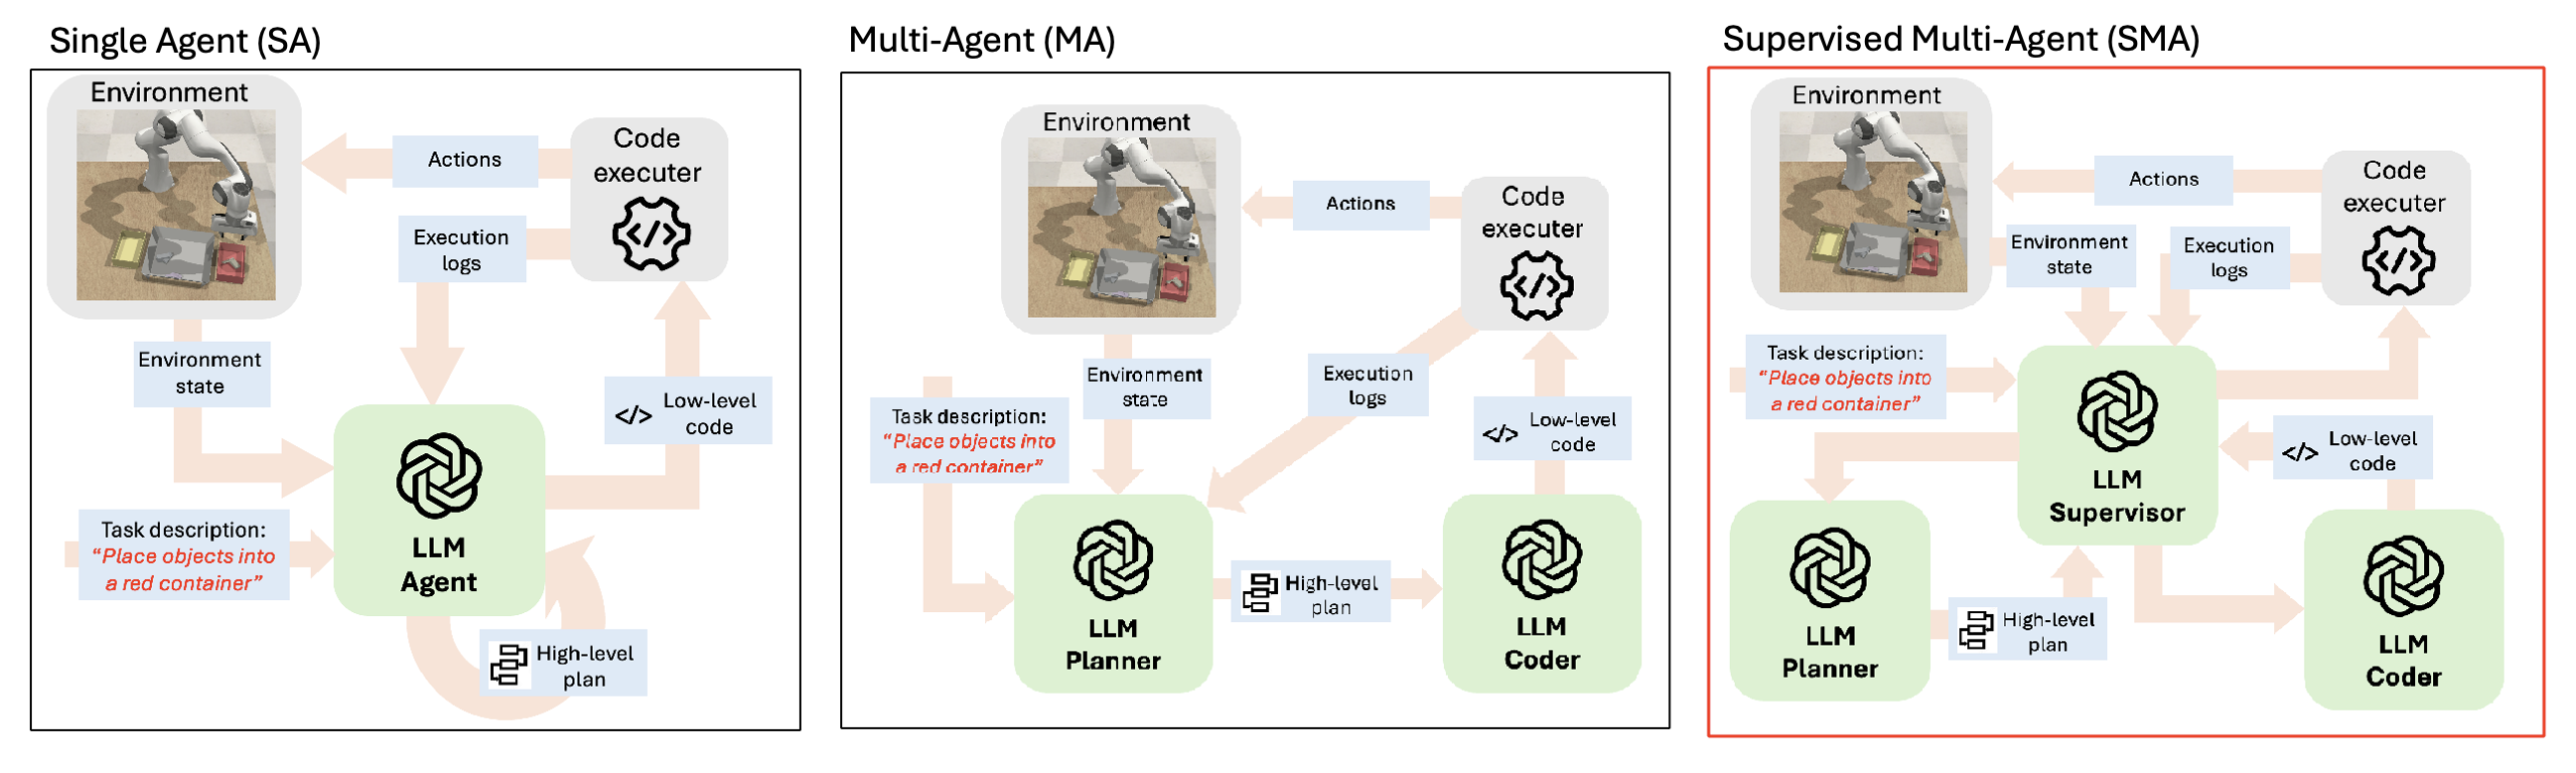 Single Agent (SA)
Environment
Code
executer
</>
Actions
Execution
logs
Environment
state
</> Low-level
code
Task description:
“Place objects into
a red container”
LLM
Agent
High-level
plan
Multi-Agent (MA)
Environment
Code
executer
</>
Actions
Environment
state
Execution
logs
Task description:
“Place objects into
a red container”
</> Low-level
code
LLM
Planner
High-level
plan
LLM
Coder
Supervised Multi-Agent (SMA)
Environment
Code
executer
</>
Actions
Environment
state
Execution
logs
Task description:
“Place objects into
a red container”
LLM
Supervisor
</> Low-level
code
LLM
Planner
High-level
plan
LLM
Coder